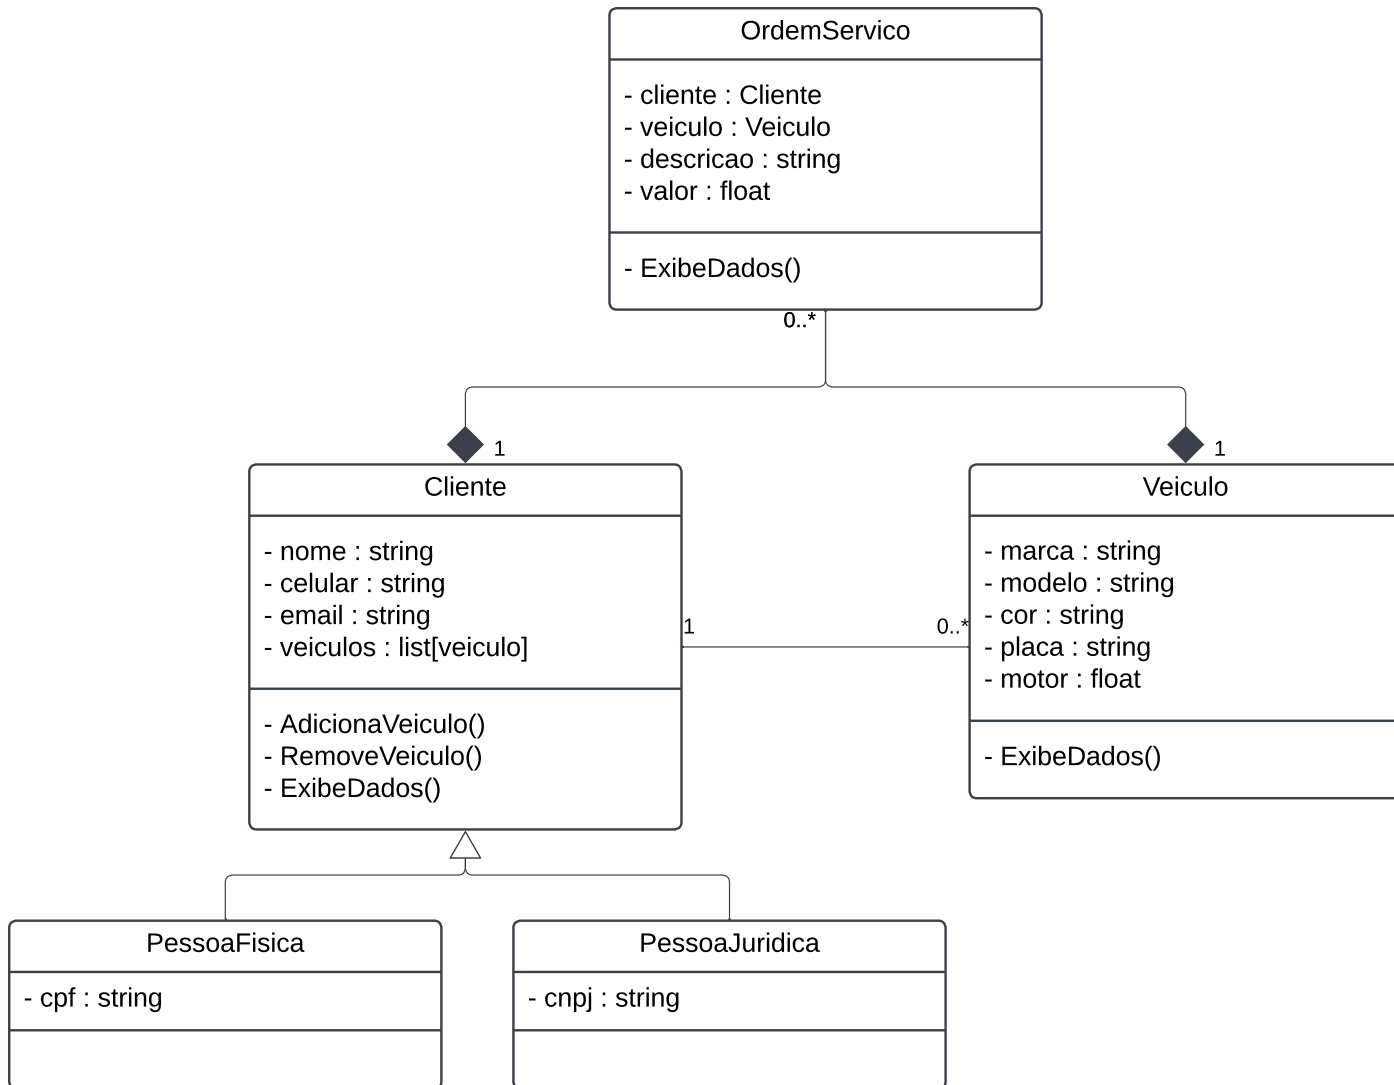 OrdemServico
- cliente : Cliente
- veiculo : Veiculo
- descricao : string
- valor : float
- ExibeDados()
0..*
1
1
Cliente
- nome : string
- celular : string
- email : string
- veiculos : list[veiculo]
- AdicionaVeiculo()
- RemoveVeiculo()
- ExibeDados()
1
0..*
Veiculo
- marca : string
- modelo : string
- cor : string
- placa : string
- motor : float
- ExibeDados()
PessoaFisica
- cpf : string
PessoaJuridica
- cnpj : string